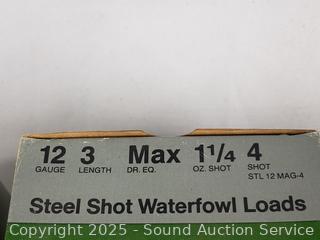 12 3 Max 1¼ 4
GAUGE LENGTH DR. EQ. OZ. SHOT SHOT
STL 12 MAG-4
Steel Shot Waterfowl Loads
Copyright 2025 - Sound Auction Service